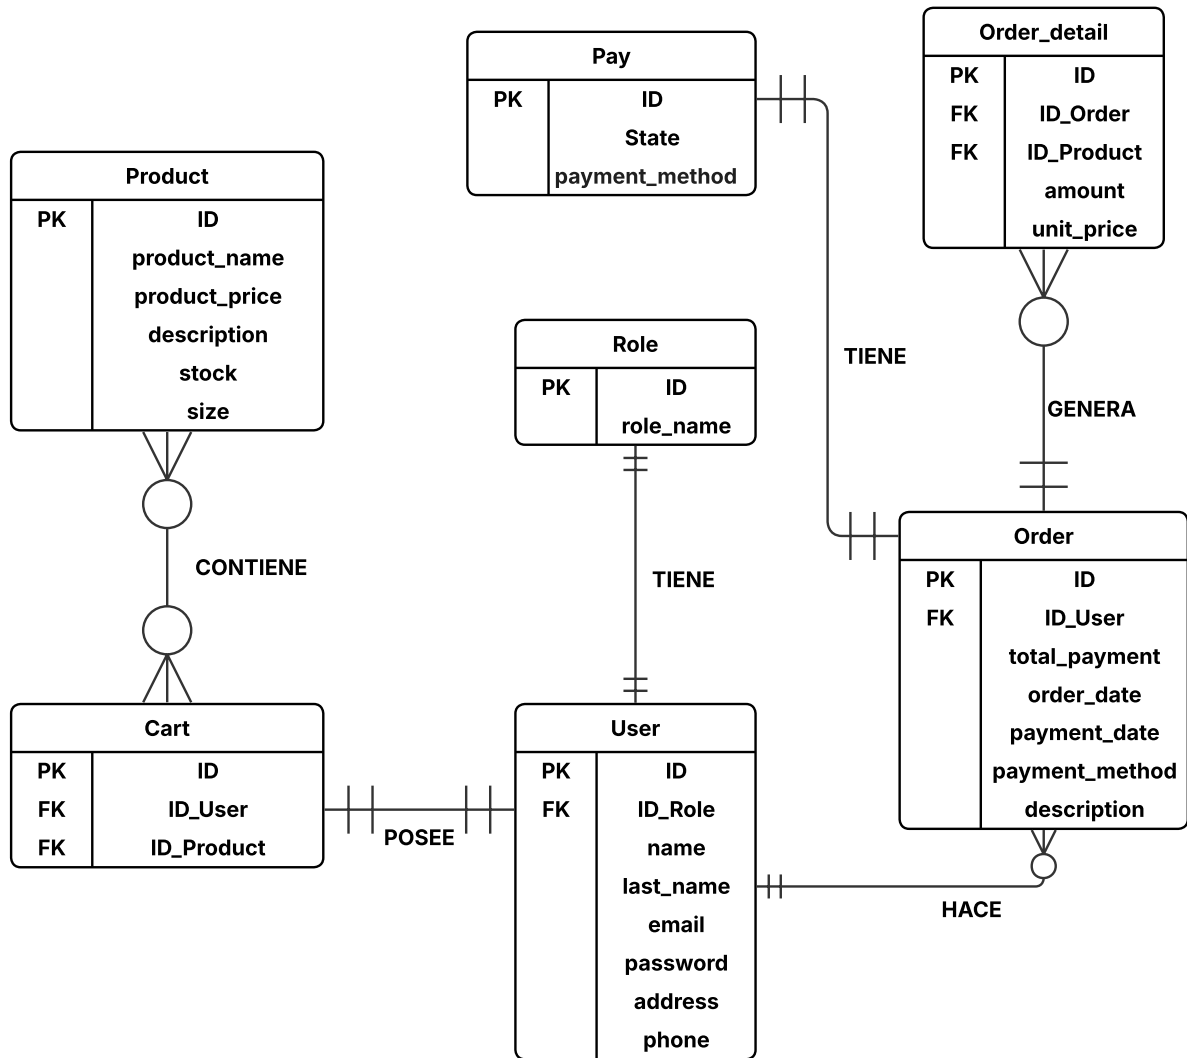 Product
PK ID
product_name
product_price
description
stock
size
CONTIENE
Cart
PK ID
FK ID_User
FK ID_Product
POSEE
Pay
PK ID
State
payment_method
TIENE
Role
PK ID
role_name
TIENE
User
PK ID
FK ID_Role
name
last_name
email
password
address
phone
Order_detail
PK ID
FK ID_Order
FK ID_Product
amount
unit_price
GENERA
Order
PK ID
FK ID_User
total_payment
order_date
payment_date
payment_method
description
HACE